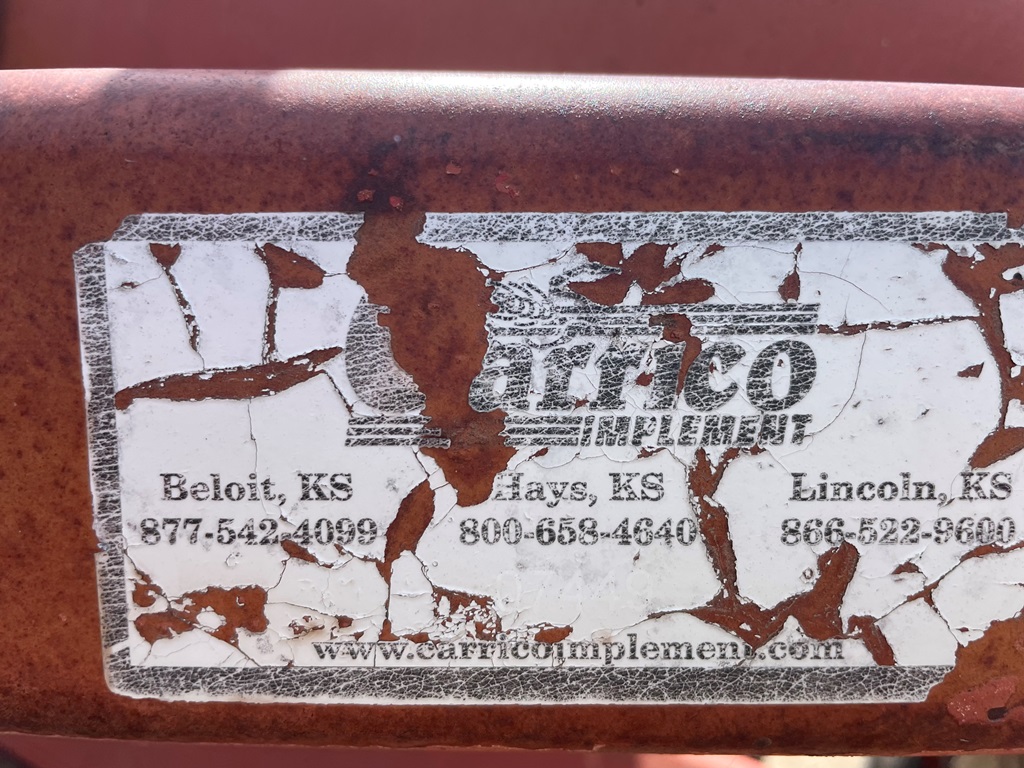 Carrico
IMPLEMENT
Beloit, KS Hays, KS Lincoln, KS
877-542-4099 800-658-4640 866-522-9600
www.carricoimplement.com